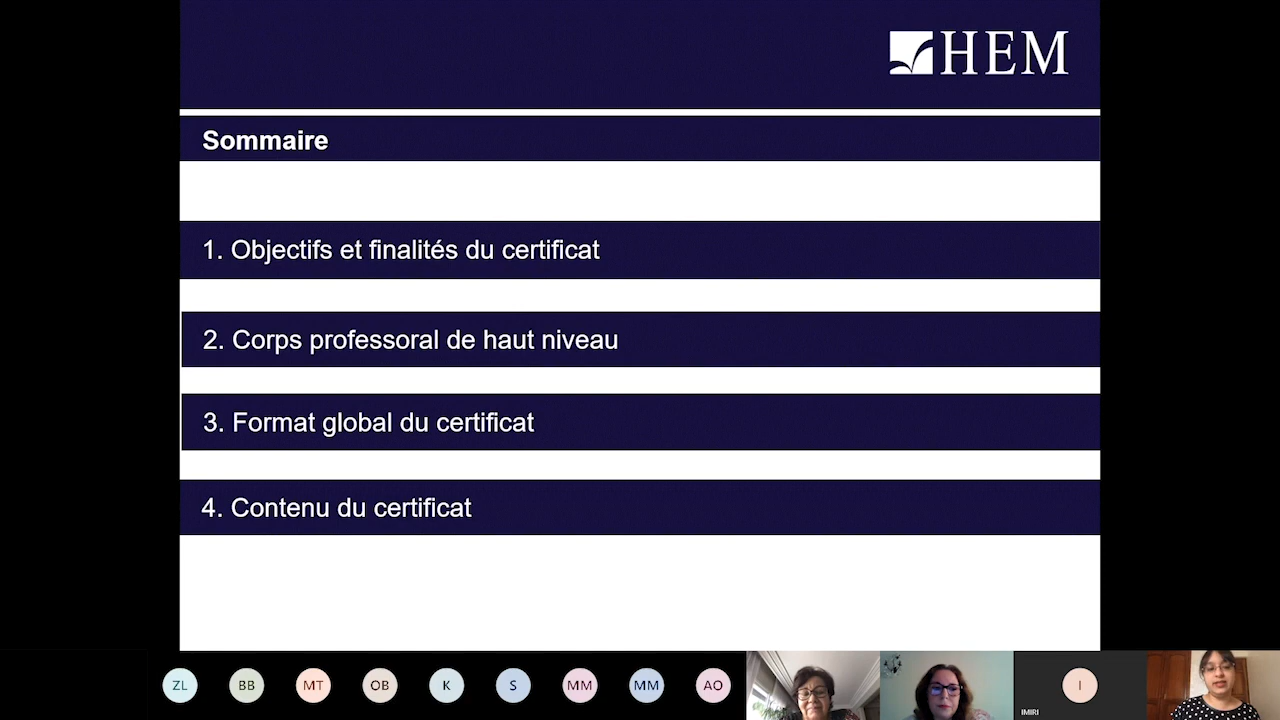 HEM
Sommaire
1. Objectifs et finalités du certificat
2. Corps professoral de haut niveau
3. Format global du certificat
4. Contenu du certificat
ZL
BB
MT
OB
K
S
MM
MM
AO
I
IMIRI